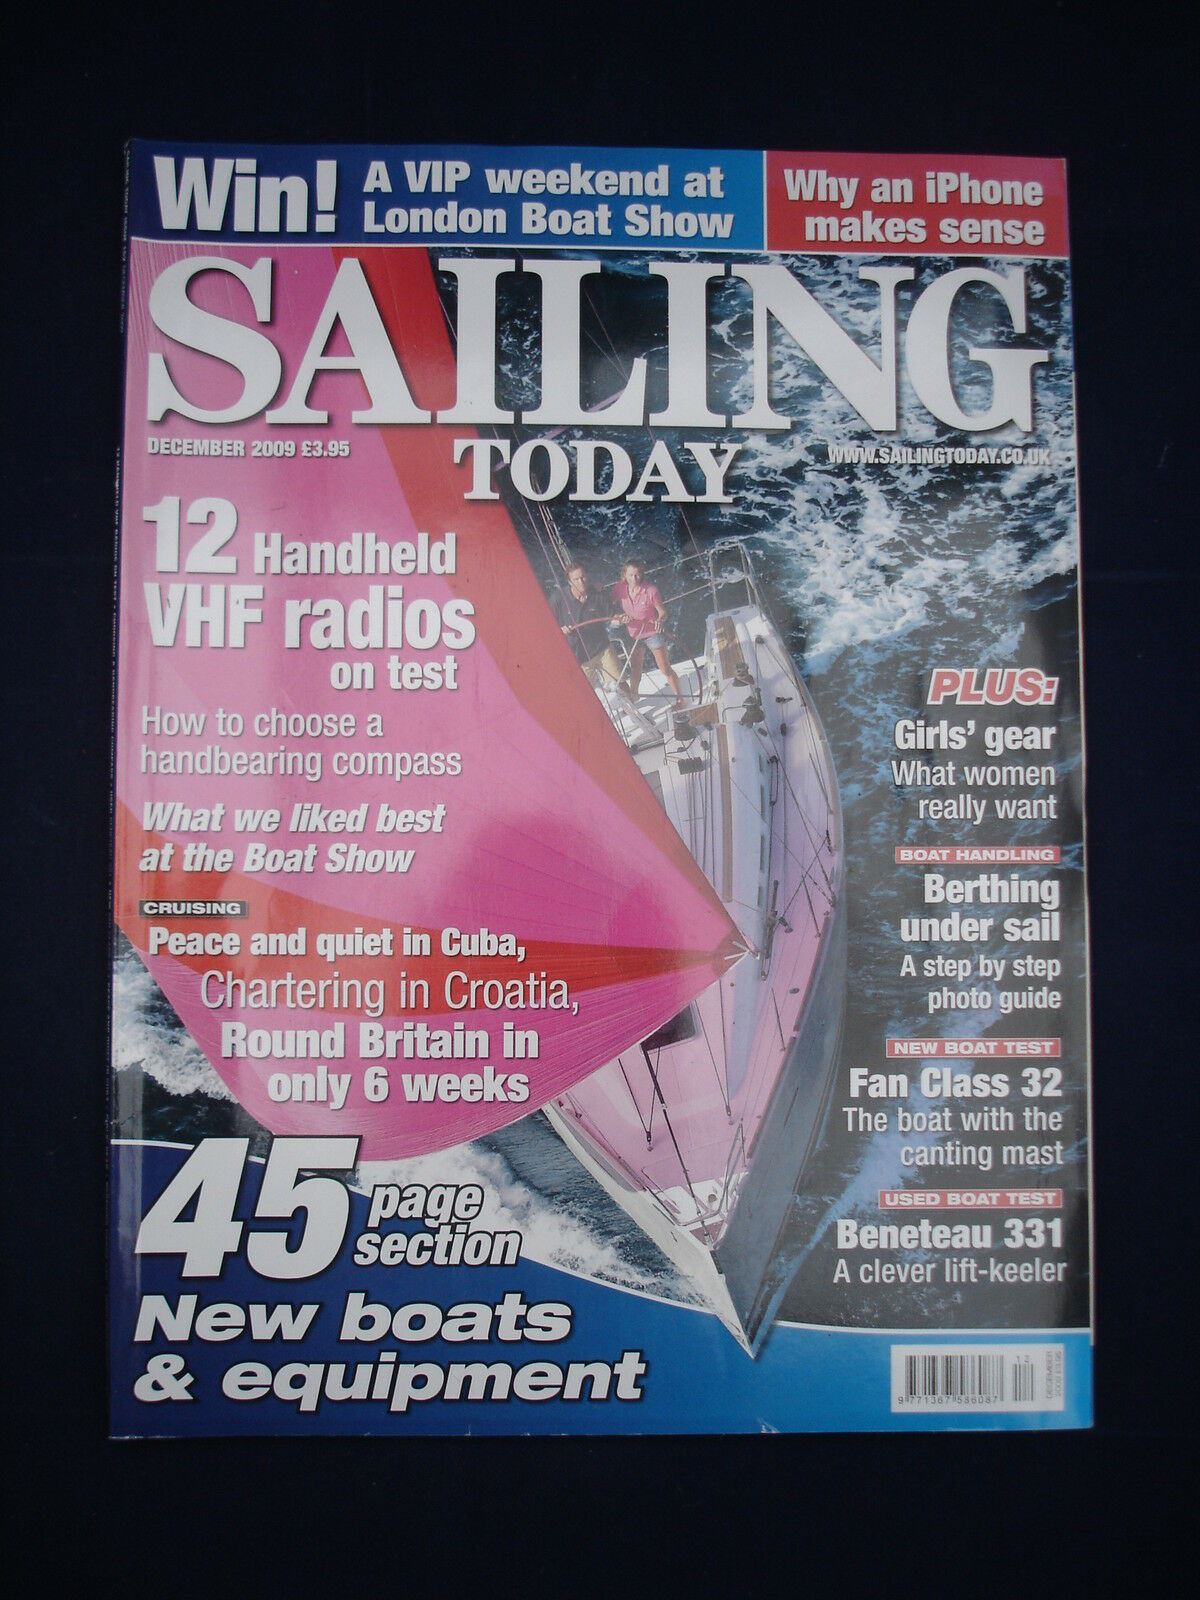 Win!
A VIP weekend at
London Boat Show
Why an iPhone
makes sense
SAILING
TODAY
DECEMBER 2009 £3.95
WWW.SAILINGTODAY.CO.UK
12 Handheld
VHF radios
on test
How to choose a
handbearing compass
What we liked best
at the Boat Show
CRUISING
Peace and quiet in Cuba,
Chartering in Croatia,
Round Britain in
only 6 weeks
45 page
section
New boats
& equipment
PLUS:
Girls' gear
What women
really want
BOAT HANDLING
Berthing
under sail
A step by step
photo guide
NEW BOAT TEST
Fan Class 32
The boat with the
canting mast
USED BOAT TEST
Beneteau 331
A clever lift-keeler
12
9 771367 586087